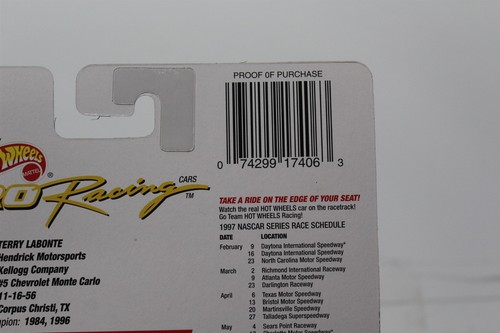 PROOF OF PURCHASE
0 74299 17406 3
Hot Wheels
MATTEL
®
RO Racing
CARS
™
TAKE A RIDE ON THE EDGE OF YOUR SEAT!
Watch the real HOT WHEELS car on the racetrack!
Go Team HOT WHEELS Racing!
1997 NASCAR SERIES RACE SCHEDULE
DATE LOCATION
February 9 Daytona International Speedway*
16 Daytona International Speedway
23 North Carolina Motor Speedway
March 2 Richmond International Raceway
9 Atlanta Motor Speedway
23 Darlington Raceway
April 6 Texas Motor Speedway
13 Bristol Motor Speedway
20 Martinsville Speedway
27 Talladega Superspeedway
May 4 Sears Point Raceway
TERRY LABONTE
Hendrick Motorsports
Kellogg Company
#5 Chevrolet Monte Carlo
11-16-56
Corpus Christi, TX
mpion: 1984, 1996